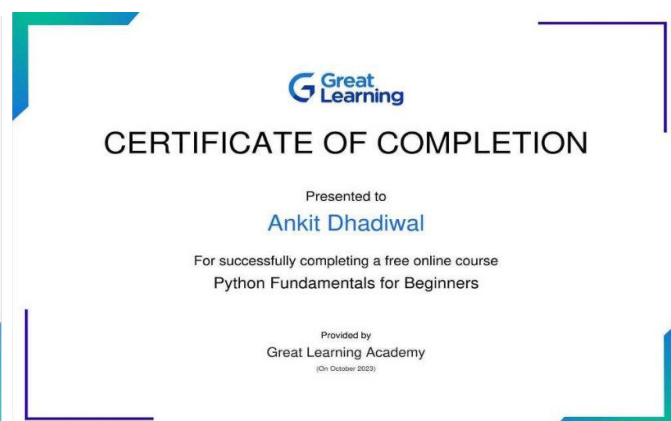 Great
Learning
CERTIFICATE OF COMPLETION
Presented to
Ankit Dhadiwal
For successfully completing a free online course
Python Fundamentals for Beginners
Provided by
Great Learning Academy
(On October 2023)